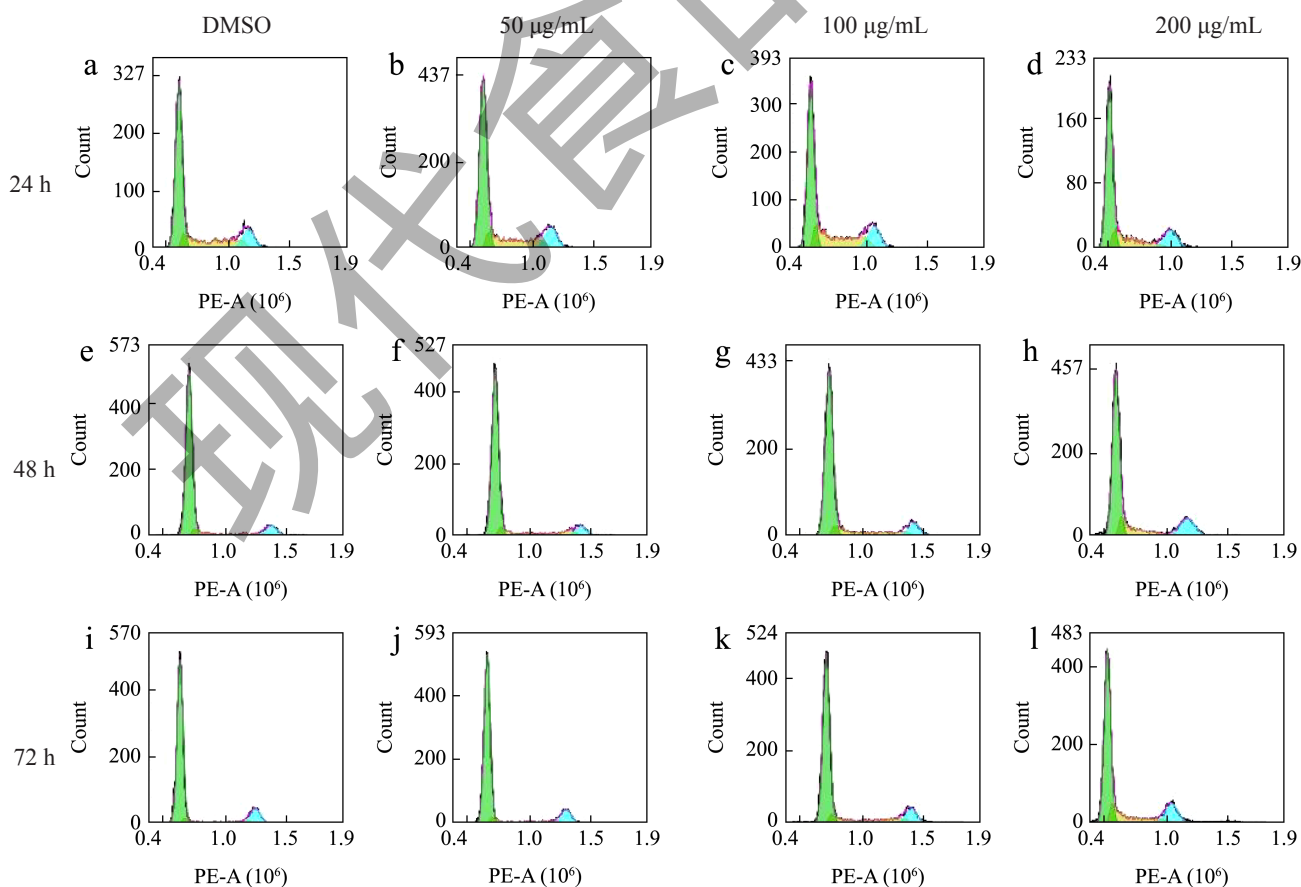 DMSO 50 μg/mL 100 μg/mL 200 μg/mL
24 h
a
327
200
100
0
0.4 1.0 1.5 1.9
Count
PE-A (10⁶)
b
437
200
0
0.4 1.0 1.5 1.9
Count
PE-A (10⁶)
c
393
300
200
100
0
0.4 1.0 1.5 1.9
Count
PE-A (10⁶)
d
233
160
80
0
0.4 1.0 1.5 1.9
Count
PE-A (10⁶)
48 h
e
573
400
200
0
0.4 1.0 1.5 1.9
Count
PE-A (10⁶)
f
527
400
200
0
0.4 1.0 1.5 1.9
Count
PE-A (10⁶)
g
433
200
0
0.4 1.0 1.5 1.9
Count
PE-A (10⁶)
h
457
200
0
0.4 1.0 1.5 1.9
Count
PE-A (10⁶)
72 h
i
570
400
200
0
0.4 1.0 1.5 1.9
Count
PE-A (10⁶)
j
593
400
200
0
0.4 1.0 1.5 1.9
Count
PE-A (10⁶)
k
524
400
200
0
0.4 1.0 1.5 1.9
Count
PE-A (10⁶)
l
483
400
200
0
0.4 1.0 1.5 1.9
Count
PE-A (10⁶)
现代食